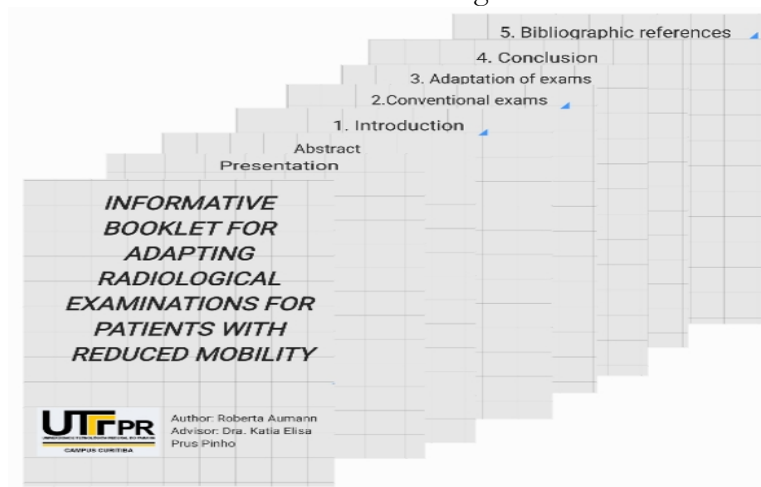 5. Bibliographic references
4. Conclusion
3. Adaptation of exams
2.Conventional exams
1. Introduction
Abstract
Presentation
INFORMATIVE
BOOKLET FOR
ADAPTING
RADIOLOGICAL
EXAMINATIONS FOR
PATIENTS WITH
REDUCED MOBILITY
UTFPR
CAMPUS CURITIBA
Author: Roberta Aumann
Advisor: Dra. Katia Elisa
Prus Pinho